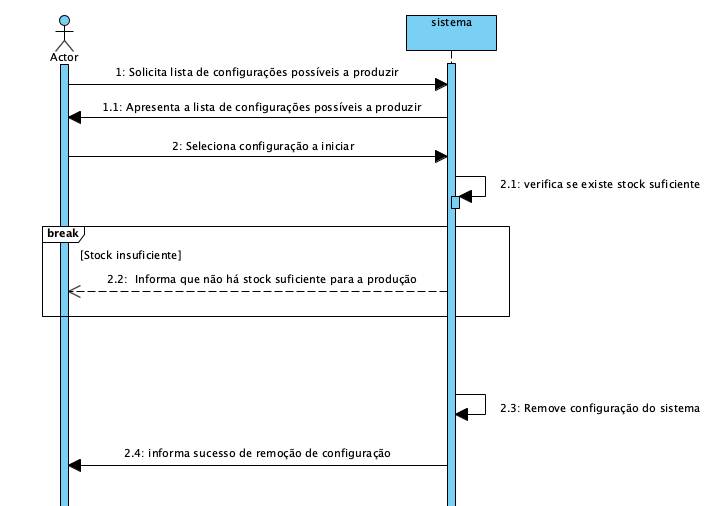 sistema
Actor
1: Solicita lista de configurações possíveis a produzir
1.1: Apresenta a lista de configurações possíveis a produzir
2: Seleciona configuração a iniciar
2.1: verifica se existe stock suficiente
break
[Stock insuficiente]
2.2: Informa que não há stock suficiente para a produção
2.3: Remove configuração do sistema
2.4: informa sucesso de remoção de configuração